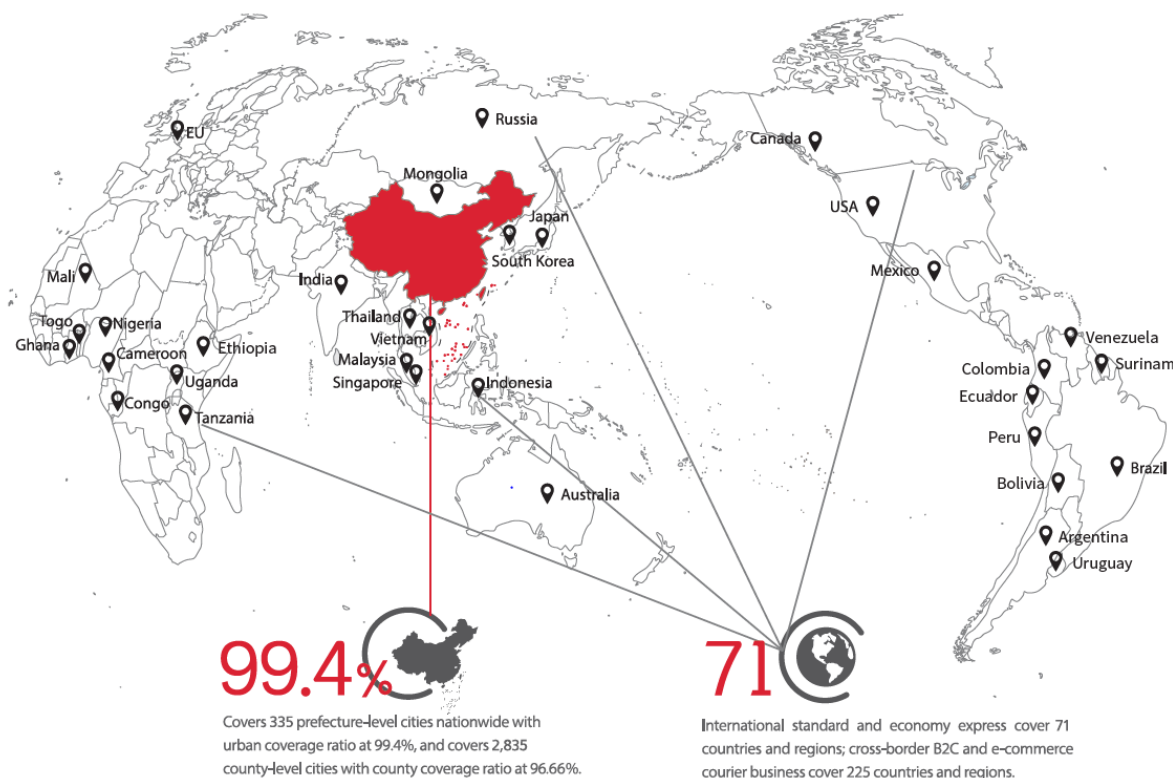 EU
Russia
Canada
Mongolia
USA
Japan
South Korea
Mali
India
Mexico
Togo
Nigeria
Thailand
Ghana
Vietnam
Venezuela
Cameroon
Ethiopia
Malaysia
Colombia
Surinam
Uganda
Singapore
Indonesia
Ecuador
Congo
Tanzania
Peru
Brazil
Bolivia
Australia
Argentina
Uruguay
99.4%
Covers 335 prefecture-level cities nationwide with
urban coverage ratio at 99.4%, and covers 2,835
county-level cities with county coverage ratio at 96.66%.
71
International standard and economy express cover 71
countries and regions; cross-border B2C and e-commerce
courier business cover 225 countries and regions.